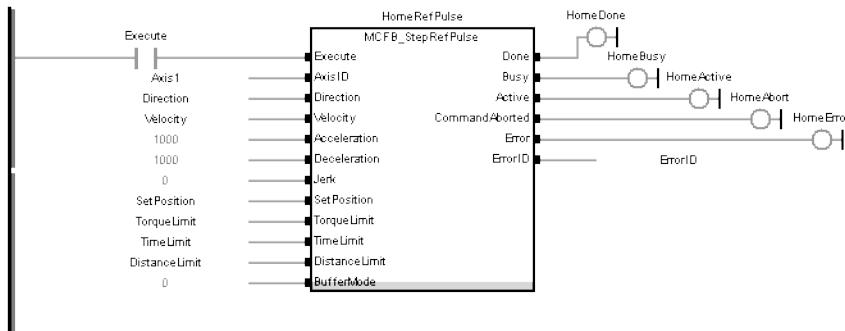 HomeRefPulse
HomeDone
Execute
MCFB_StepRefPulse
Execute
Done
HomeBusy
Axis1
AxisID
Busy
HomeActive
Direction
Direction
Active
HomeAbort
Velocity
Velocity
CommandAborted
HomeErro
1000
Acceleration
Error
1000
Deceleration
ErrorID
ErrorID
0
Jerk
SetPosition
SetPosition
TorqueLimit
TorqueLimit
TimeLimit
TimeLimit
DistanceLimit
DistanceLimit
0
BufferMode